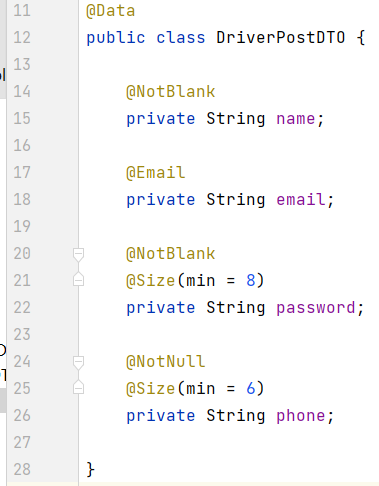 11 @Data
12 public class DriverPostDTO {
13
14 @NotBlank
15 private String name;
16
17 @Email
18 private String email;
19
20 @NotBlank
21 @Size(min = 8)
22 private String password;
23
24 @NotNull
25 @Size(min = 6)
26 private String phone;
27
28 }